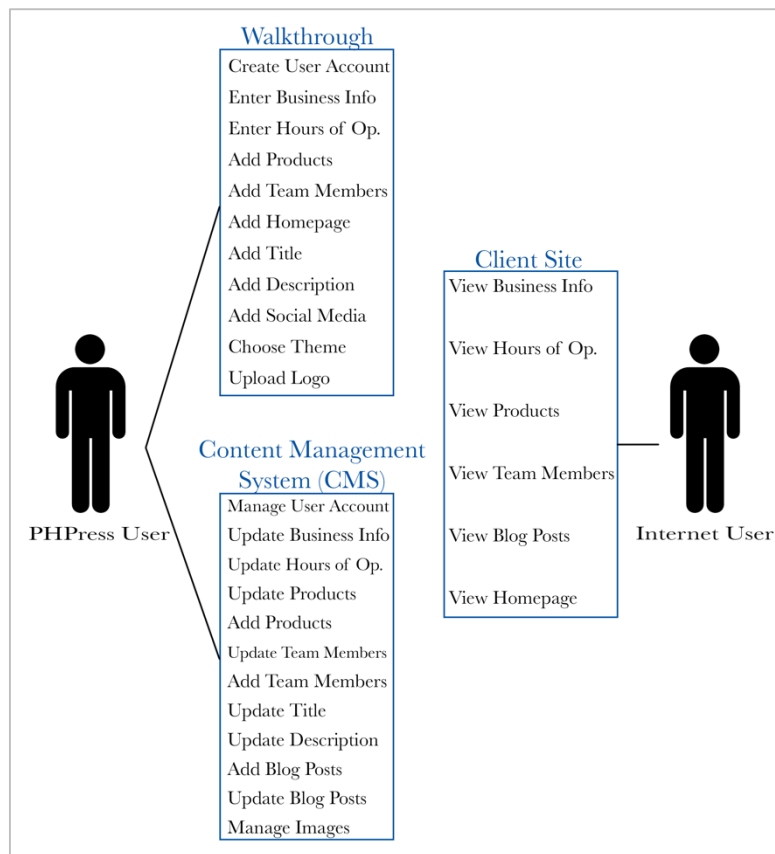 Walkthrough
Create User Account
Enter Business Info
Enter Hours of Op.
Add Products
Add Team Members
Add Homepage
Add Title
Add Description
Add Social Media
Choose Theme
Upload Logo
PHPress User
Content Management
System (CMS)
Manage User Account
Update Business Info
Update Hours of Op.
Update Products
Add Products
Update Team Members
Add Team Members
Update Title
Update Description
Add Blog Posts
Update Blog Posts
Manage Images
Client Site
View Business Info
View Hours of Op.
View Products
View Team Members
View Blog Posts
View Homepage
Internet User